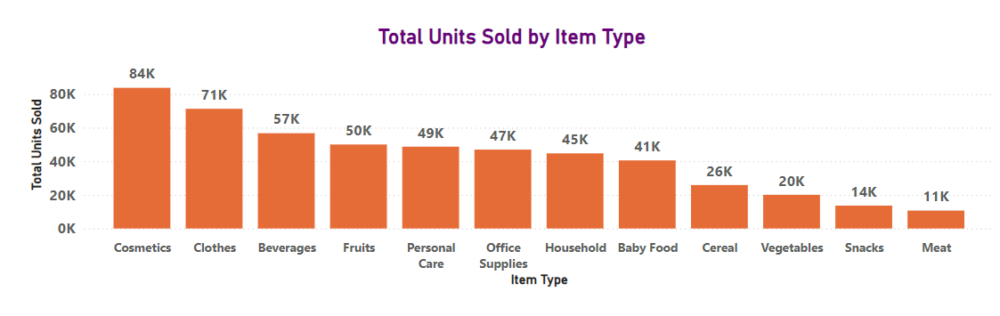 Total Units Sold by Item Type
Total Units Sold
80K
60K
40K
20K
0K
84K
71K
57K
50K
49K
47K
45K
41K
26K
20K
14K
11K
Cosmetics
Clothes
Beverages
Fruits
Personal
Care
Office
Supplies
Household
Baby Food
Cereal
Vegetables
Snacks
Meat
Item Type